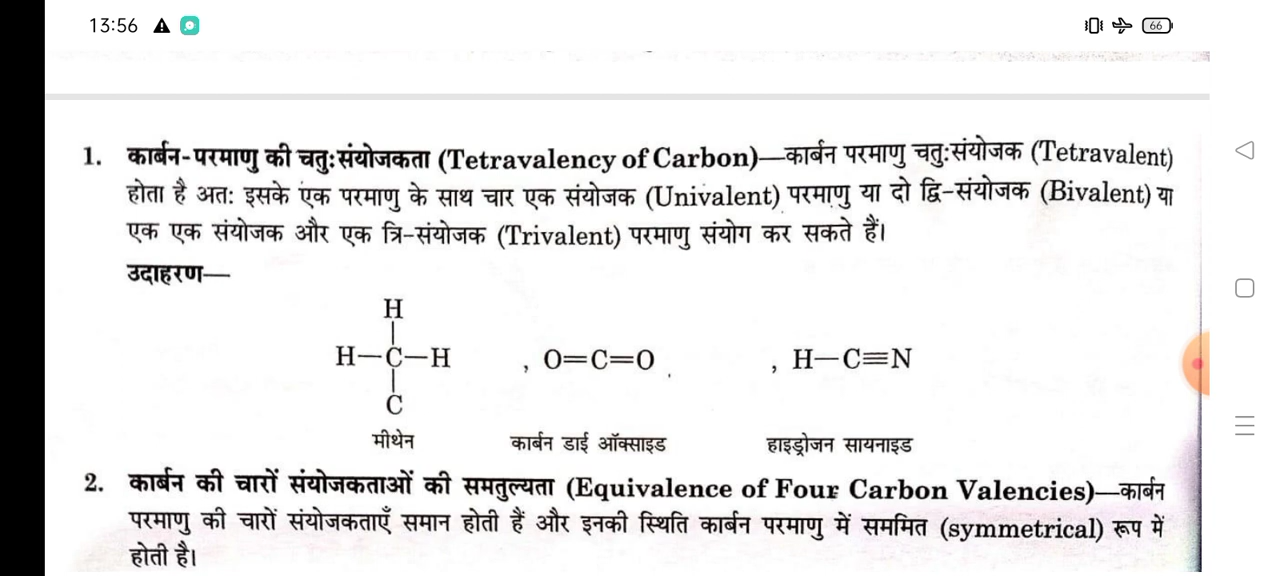 13:56
66
1. कार्बन-परमाणु की चतु:संयोजकता (Tetravalency of Carbon)—कार्बन परमाणु चतु:संयोजक (Tetravalent)
होता है अत: इसके एक परमाणु के साथ चार एक संयोजक (Univalent) परमाणु या दो द्वि-संयोजक (Bivalent) या
एक एक संयोजक और एक त्रि-संयोजक (Trivalent) परमाणु संयोग कर सकते हैं।
उदाहरण—
H
|
H—C—H , O=C=O , H—C≡N
|
C
मीथेन कार्बन डाई ऑक्साइड हाइड्रोजन सायनाइड
2. कार्बन की चारों संयोजकताओं की समतुल्यता (Equivalence of Four Carbon Valencies)—कार्बन
परमाणु की चारों संयोजकताएँ समान होती हैं और इनकी स्थिति कार्बन परमाणु में सममित (symmetrical) रूप में
होती है।